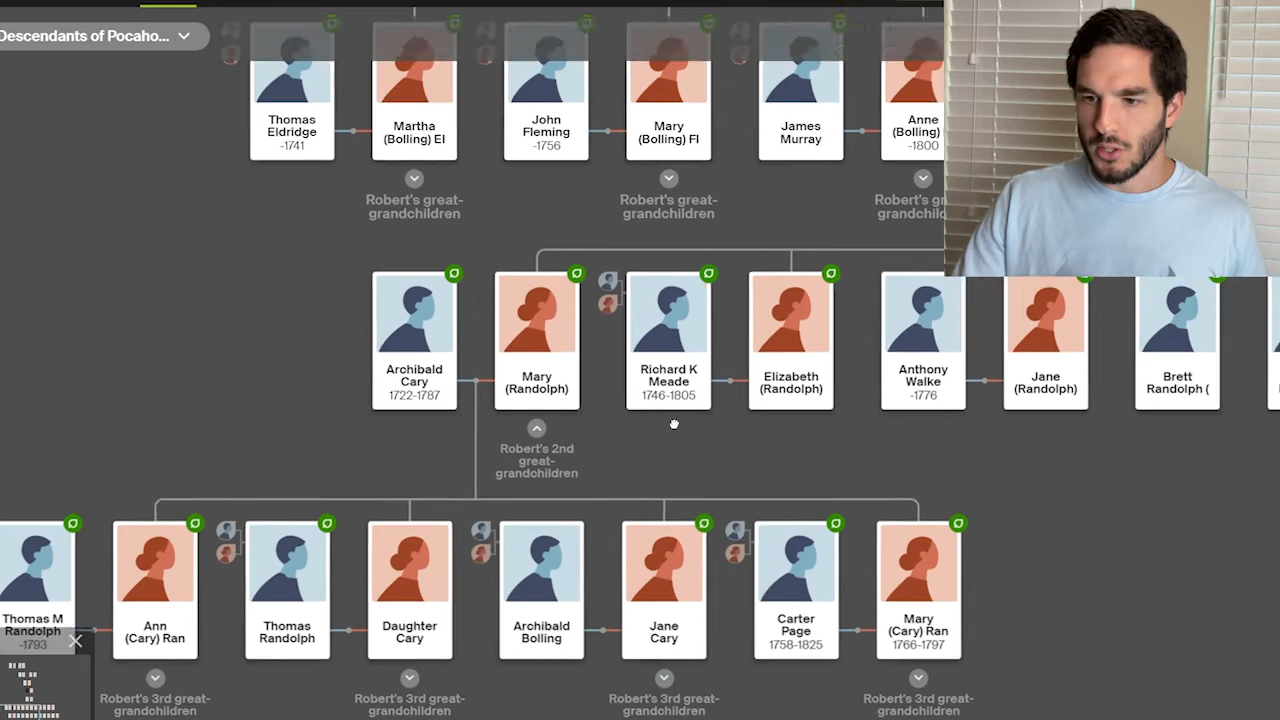 Descendants of Pocaho...
Thomas
Eldridge
-1741
Martha
(Bolling) El
John
Fleming
-1756
Mary
(Bolling) Fl
James
Murray
Anne
(Bolling)
-1800
Robert's great-
grandchildren
Robert's great-
grandchildren
Robert's gr
grandchild
Archibald
Cary
1722-1787
Mary
(Randolph)
Richard K
Meade
1746-1805
Elizabeth
(Randolph)
Anthony
Walke
-1776
Jane
(Randolph)
Brett
Randolph (
Robert's 2nd
great-
grandchildren
Thomas M
Randolph
-1793
Ann
(Cary) Ran
Thomas
Randolph
Daughter
Cary
Archibald
Bolling
Jane
Cary
Carter
Page
1758-1825
Mary
(Cary) Ran
1766-1797
Robert's 3rd great-
grandchildren
Robert's 3rd great-
grandchildren
Robert's 3rd great-
grandchildren
Robert's 3rd great-
grandchildren